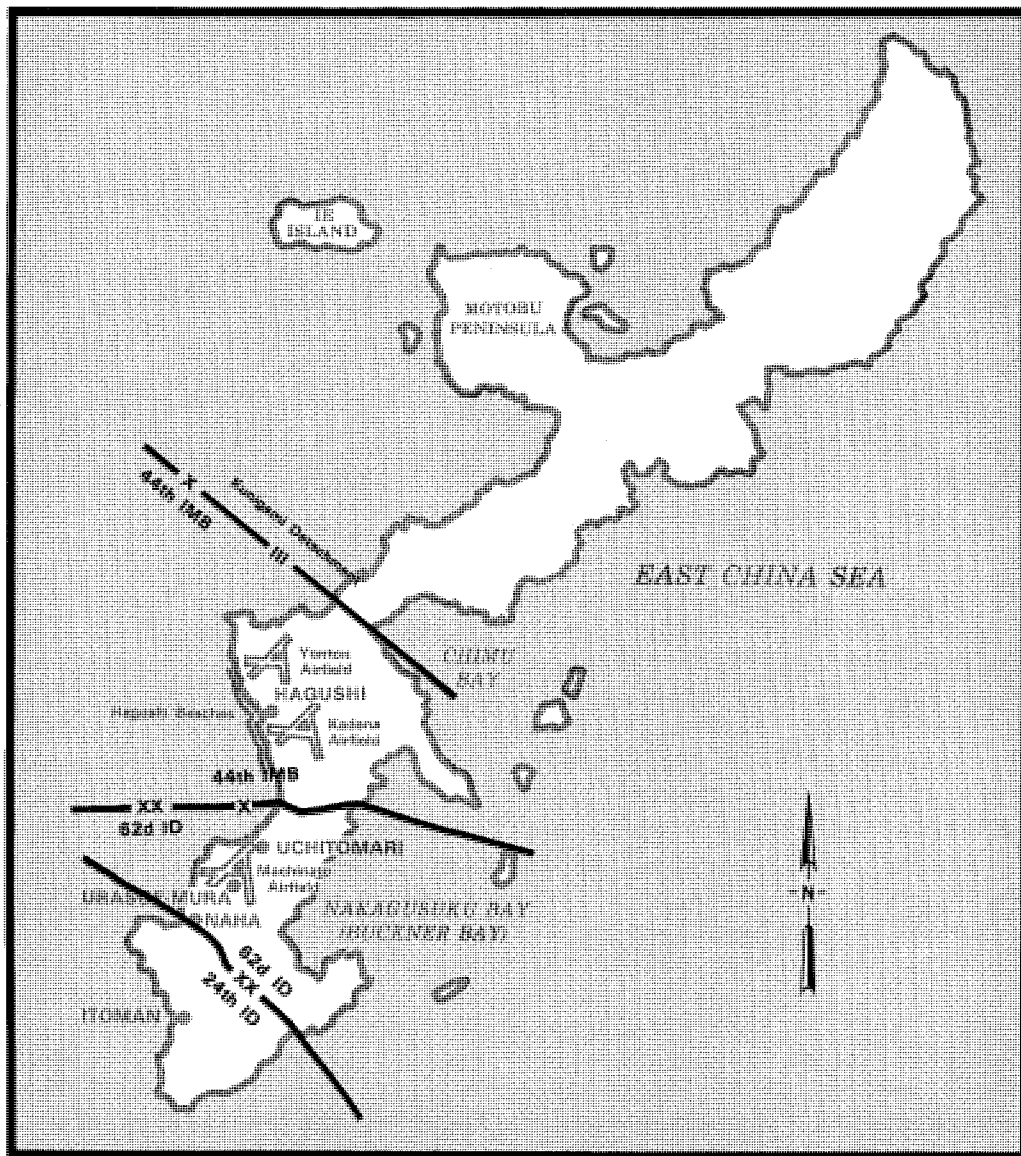 IE
ISLAND
MOTOBU
PENINSULA
X
44th IMB
III
EAST CHINA SEA
CHIMU
BAY
Yontan
Airfield
HAGUSHI
Hagushi Beaches
Kadena
Airfield
44th IMB
XX
X
62d ID
UCHITOMARI
Machinato
Airfield
NAHA
NAKAGUSUKU BAY
(BUCKNER BAY)
62d ID
XX
24th ID
ITOMAN
-N-